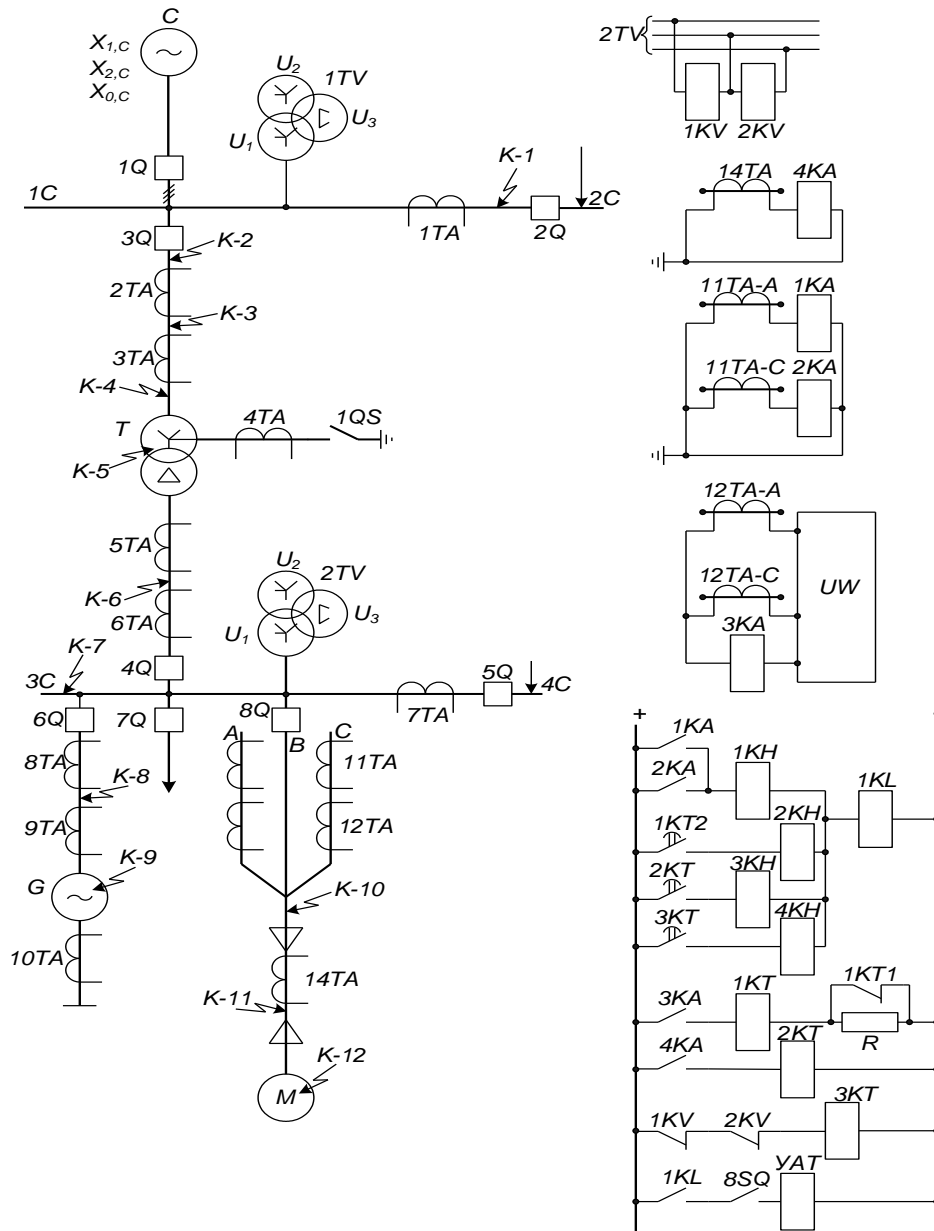 C
X1,C
X2,C
X0,C
U2
1TV
U3
U1
1Q
1C
K-1
2C
1TA
2Q
3Q
K-2
2TA
K-3
3TA
K-4
T
4TA
1QS
K-5
5TA
K-6
6TA
U2
2TV
U3
U1
K-7
4Q
3C
5Q
4C
7TA
6Q
7Q
8Q
A
B
C
8TA
11TA
K-8
9TA
12TA
K-9
G
K-10
10TA
14TA
K-11
K-12
M
2TV
1KV
2KV
14TA
4KA
11TA-A
1KA
11TA-C
2KA
12TA-A
12TA-C
UW
3KA
+
-
1KA
2KA
1KH
1KL
1KT2
2KH
2KT
3KH
3KT
4KH
3KA
1KT
1KT1
R
4KA
2KT
1KV
2KV
3KT
1KL
8SQ
УАТ